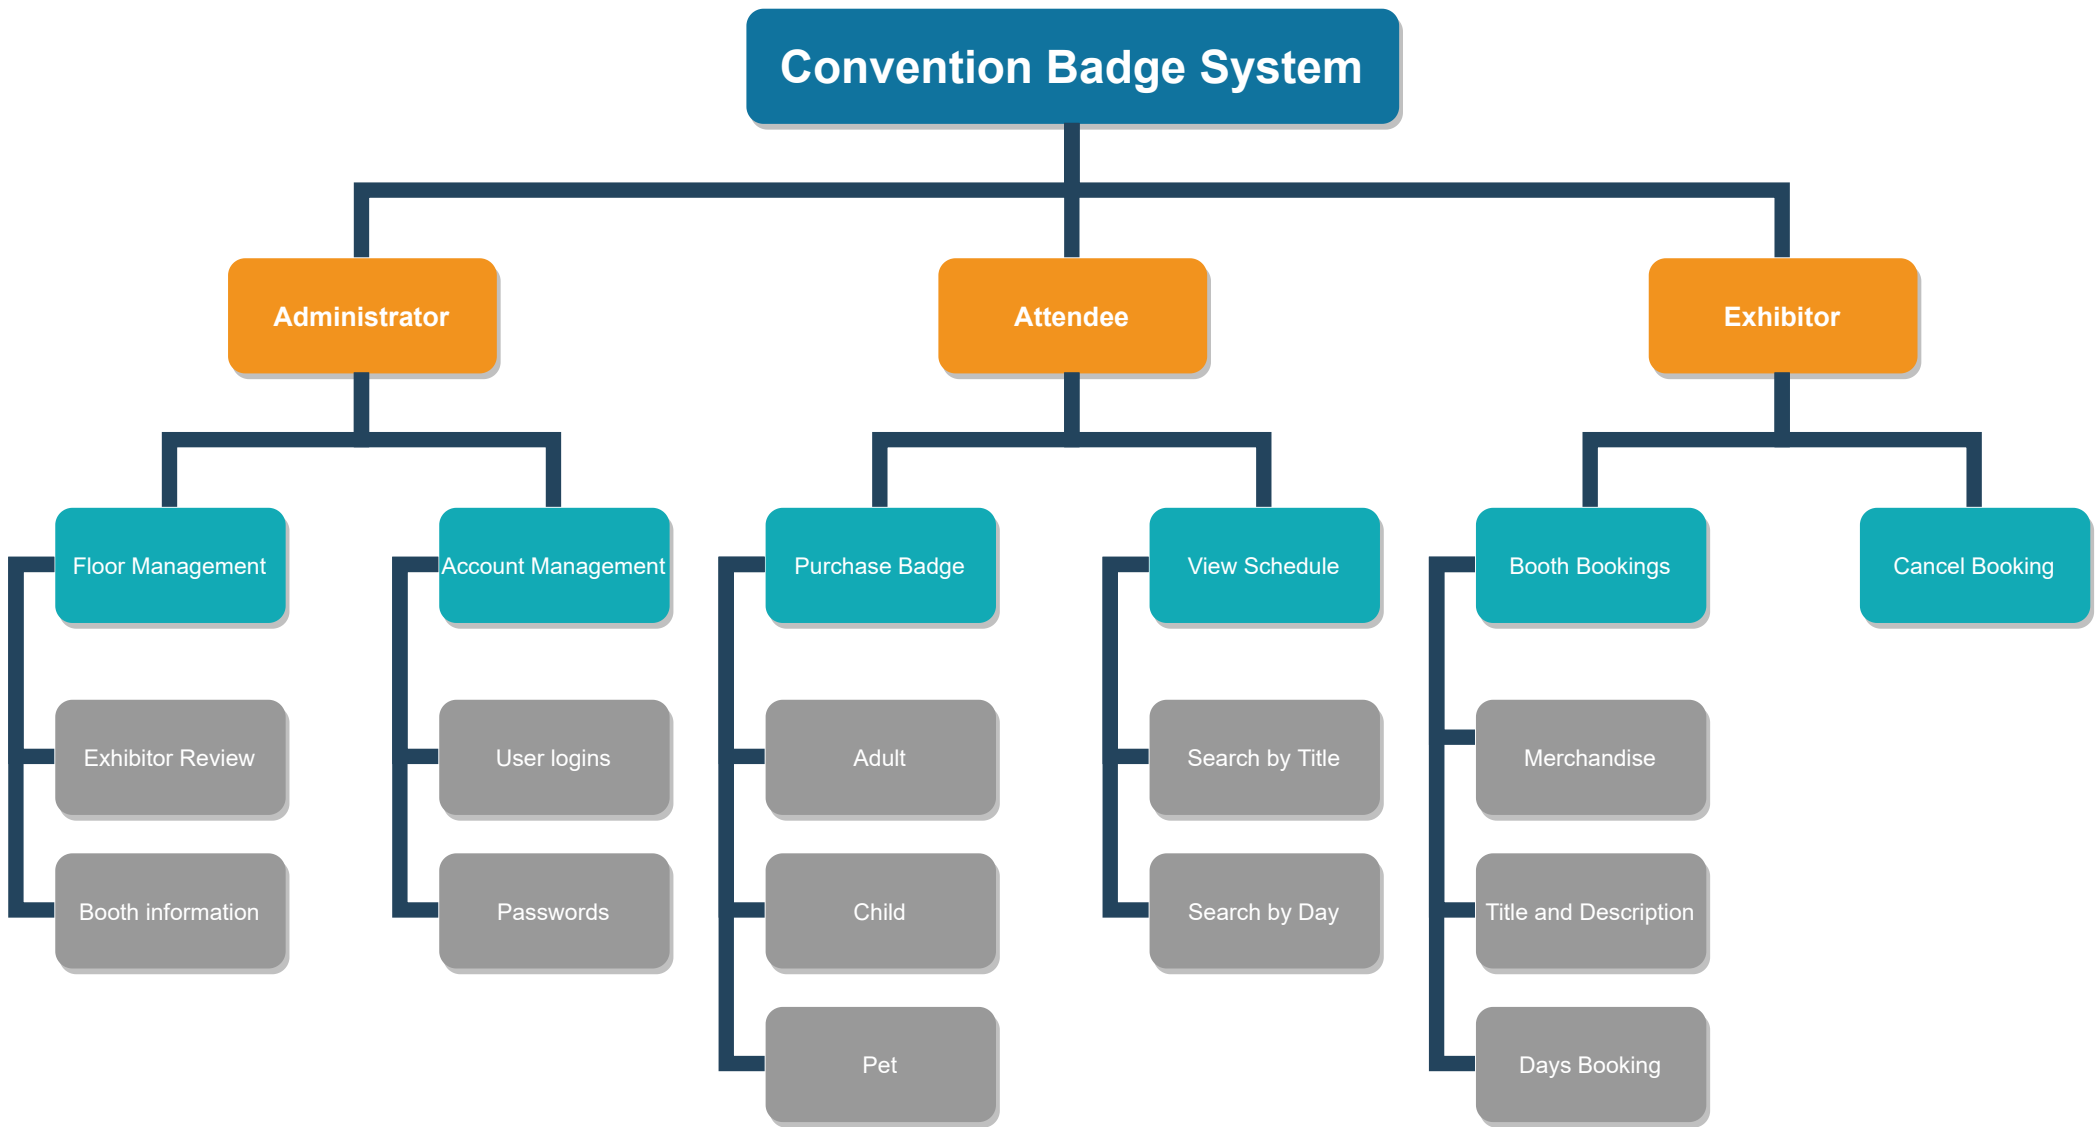 Convention Badge System
Administrator
Attendee
Exhibitor
Floor Management
Account Management
Purchase Badge
View Schedule
Booth Bookings
Cancel Booking
Exhibitor Review
User logins
Adult
Search by Title
Merchandise
Booth information
Passwords
Child
Search by Day
Title and Description
Pet
Days Booking